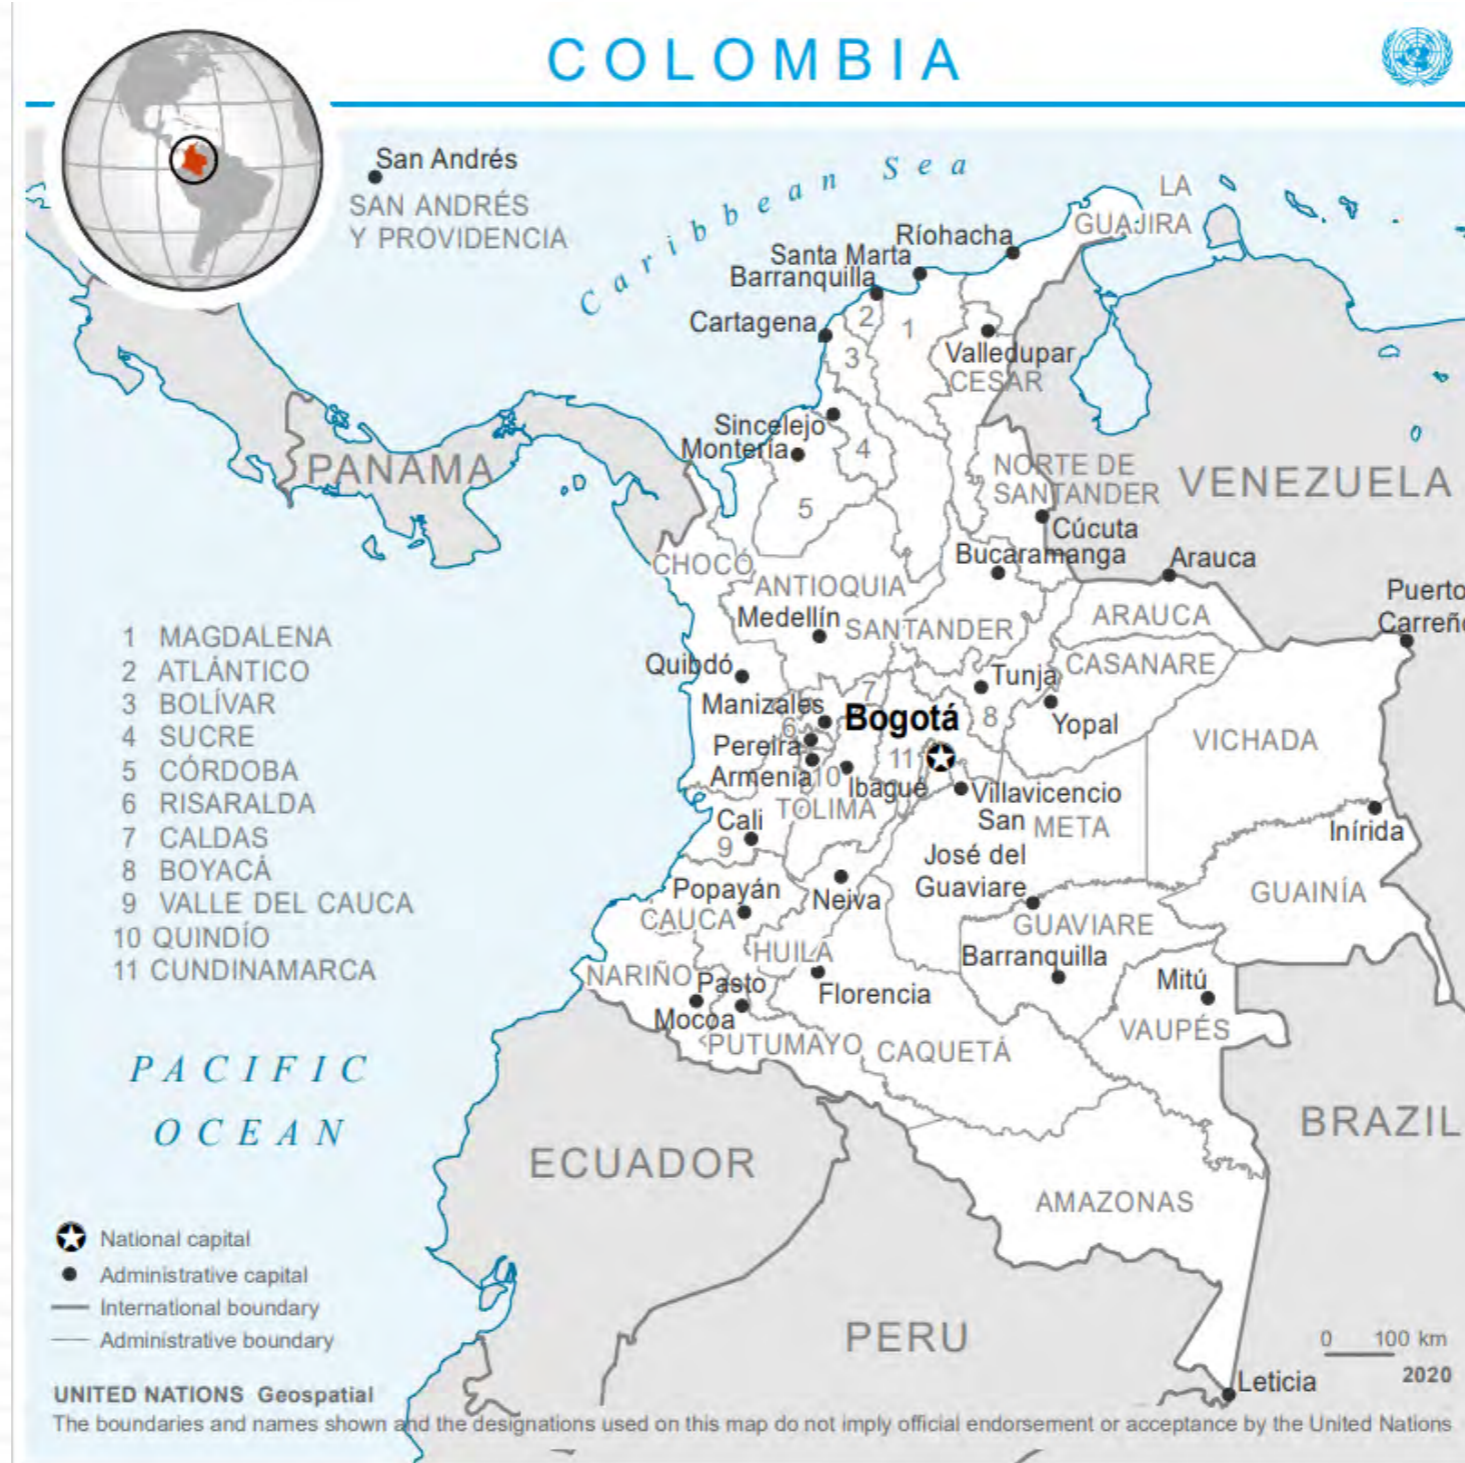 COLOMBIA
San Andrés
SAN ANDRÉS
Y PROVIDENCIA
Caribbean Sea
LA
GUAJIRA
Ríohacha
Santa Marta
Barranquilla
Cartagena
2
1
3
Valledupar
CESAR
Sincelejo
Montería
4
5
PANAMA
NORTE DE
SANTANDER
VENEZUELA
Cúcuta
Bucaramanga
Arauca
CHOCÓ
ANTIOQUIA
Medellín
SANTANDER
ARAUCA
Puerto
Carreño
Quibdó
Tunja
CASANARE
Manizales
7
6
Bogotá
8
Yopal
VICHADA
Pereira
11
Armenia
10
Ibagué
Villavicencio
TOLIMA
San
José del
Guaviare
META
Inírida
Cali
9
Popayán
CAUCA
Neiva
GUAVIARE
GUAINÍA
HUILA
Barranquilla
Mitú
NARIÑO
Pasto
Florencia
Mocoa
PUTUMAYO
CAQUETÁ
VAUPÉS
1 MAGDALENA
2 ATLÁNTICO
3 BOLÍVAR
4 SUCRE
5 CÓRDOBA
6 RISARALDA
7 CALDAS
8 BOYACÁ
9 VALLE DEL CAUCA
10 QUINDÍO
11 CUNDINAMARCA
PACIFIC
OCEAN
ECUADOR
BRAZIL
AMAZONAS
PERU
Leticia
National capital
Administrative capital
International boundary
Administrative boundary
0 100 km
2020
UNITED NATIONS Geospatial
The boundaries and names shown and the designations used on this map do not imply official endorsement or acceptance by the United Nations